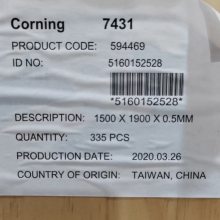 Corning 7431
PRODUCT CODE: 594469
ID NO: 5160152528
*5160152528*
DESCRIPTION: 1500 X 1900 X 0.5MM
QUANTITY: 335 PCS
PRODUCTION DATE: 2020.03.26
COUNTRY OF ORIGIN: TAIWAN, CHINA